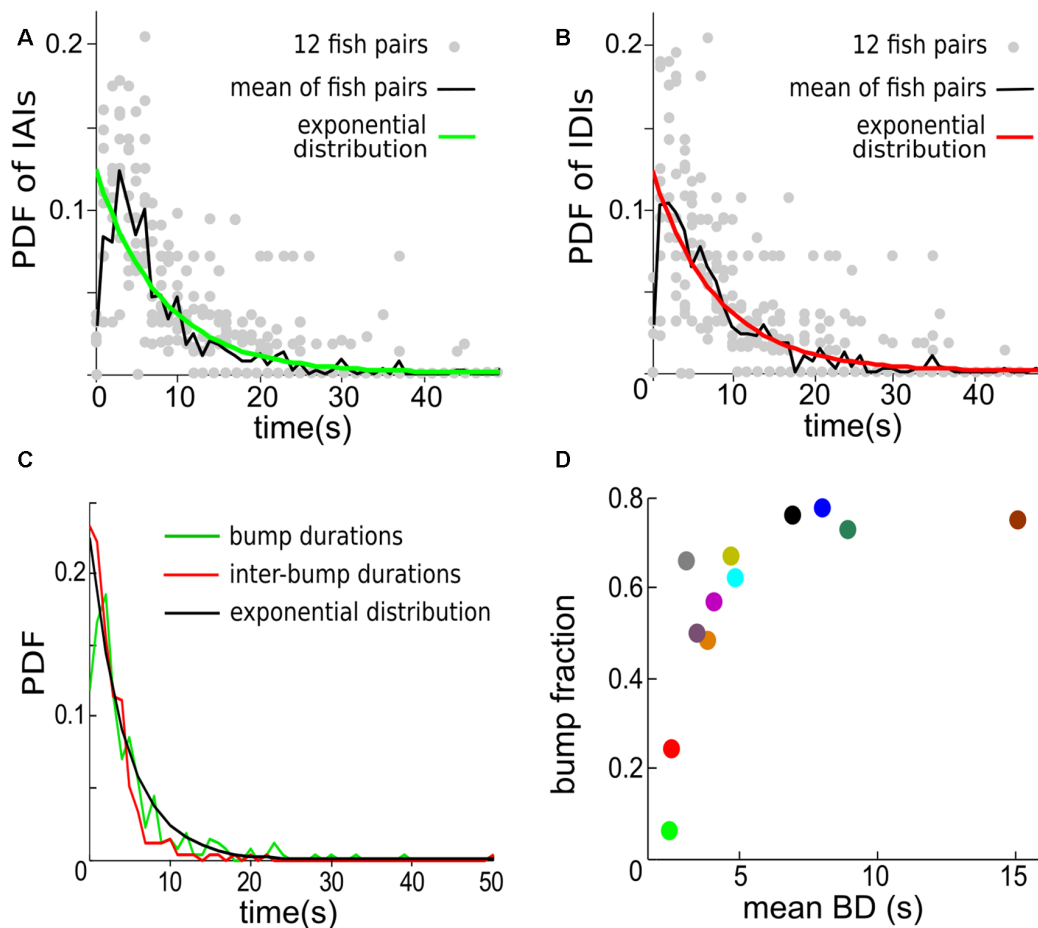 A
PDF of IAIs
0.2
0.1
0
10
20
30
40
time(s)
12 fish pairs
mean of fish pairs
exponential
distribution
B
PDF of IDIs
0.2
0.1
0
10
20
30
40
time(s)
12 fish pairs
mean of fish pairs
exponential
distribution
C
PDF
0.2
0.1
0
0
10
20
30
40
50
time(s)
bump durations
inter-bump durations
exponential distribution
D
bump fraction
0.8
0.6
0.4
0.2
0
5
10
15
mean BD (s)